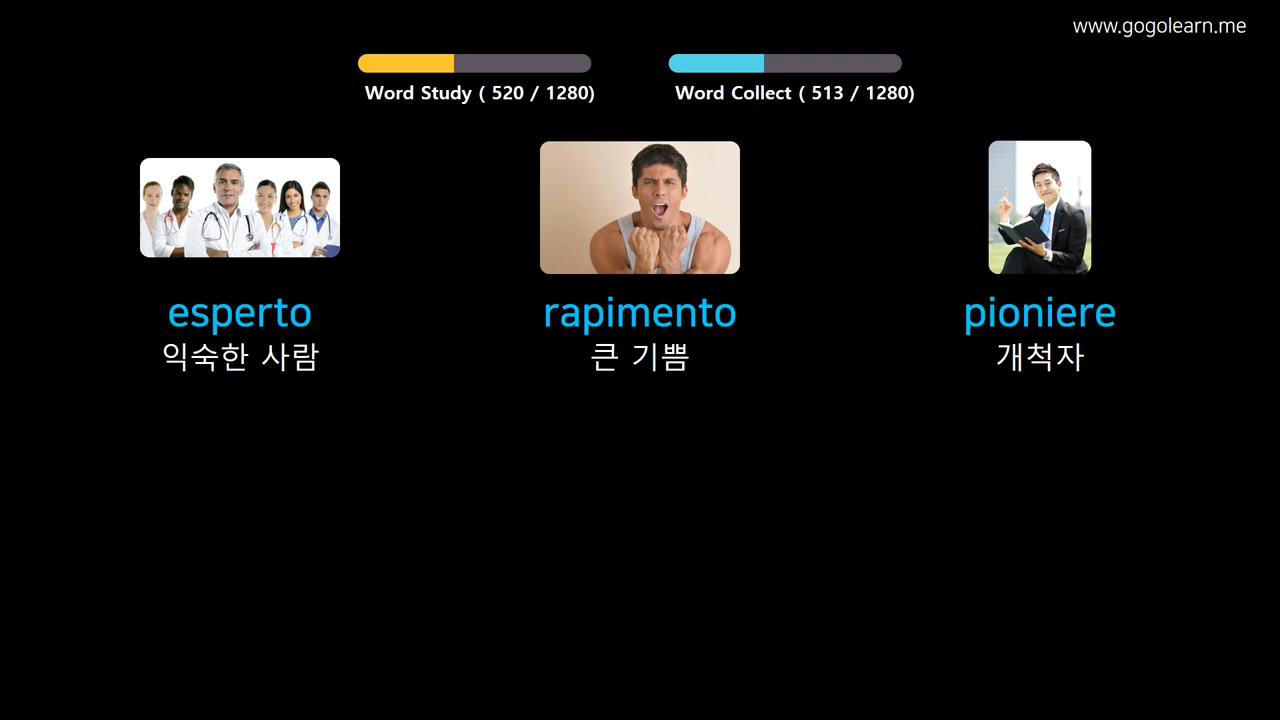 www.gogolearn.me
Word Study ( 520 / 1280)
Word Collect ( 513 / 1280)
esperto
익숙한 사람
rapimento
큰 기쁨
pioniere
개척자